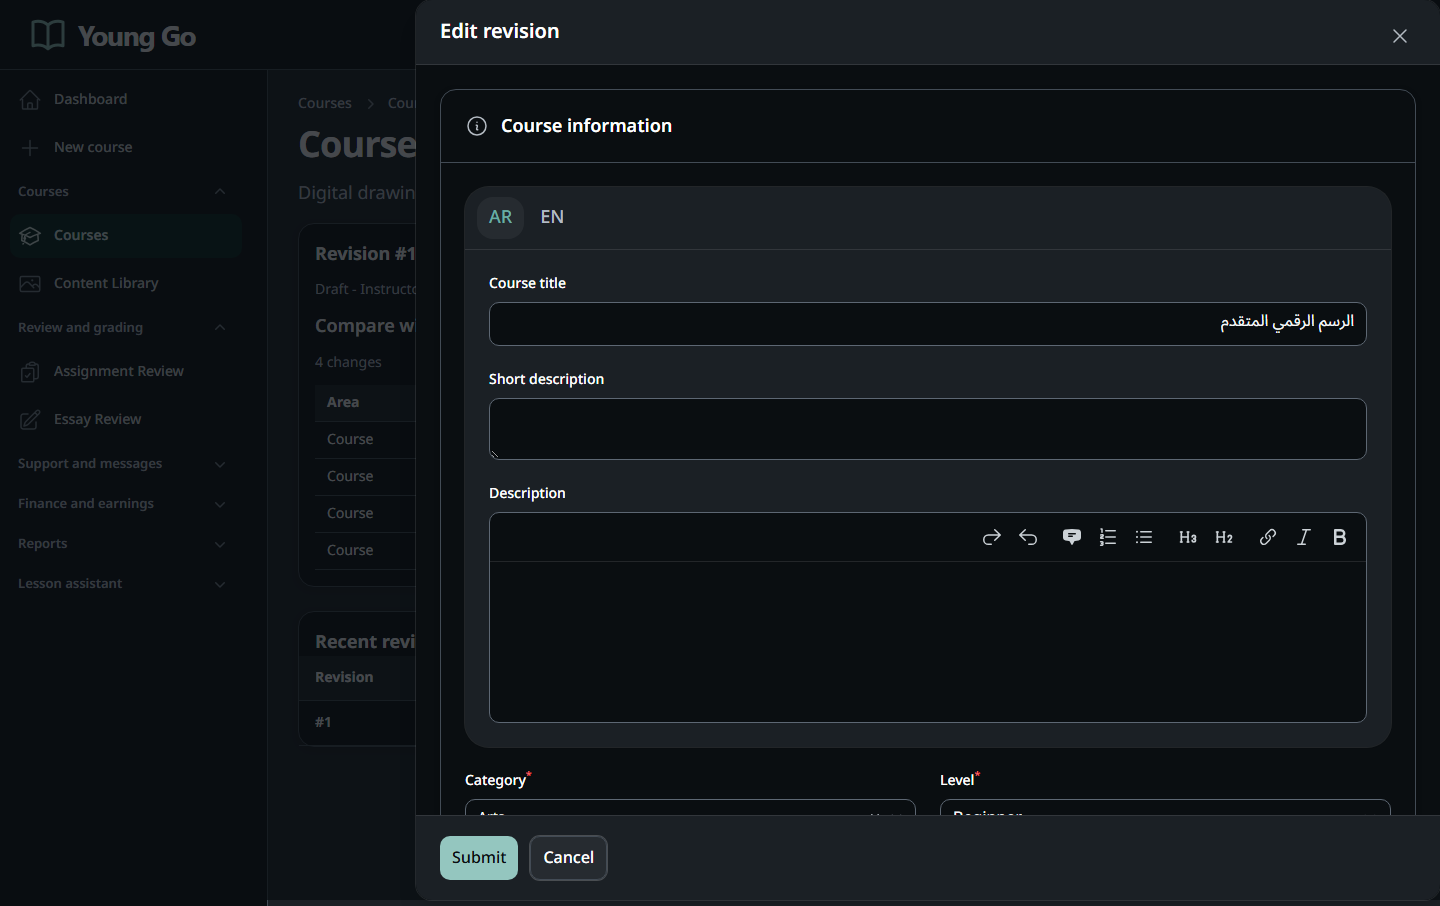 Young Go
Dashboard
New course
Courses
Courses
Content Library
Review and grading
Assignment Review
Essay Review
Support and messages
Finance and earnings
Reports
Lesson assistant
Courses
Course
Digital
Revision #1
Draft -
Compare
4 changes
Area
Course
Course
Course
Course
Recent
Revision
#1
Edit revision
Course information
AR EN
Course title
الرسم الرقمي المتقدم
Short description
Description
H3 H2 I B
Category* Level*
Arts Beginner
Submit Cancel